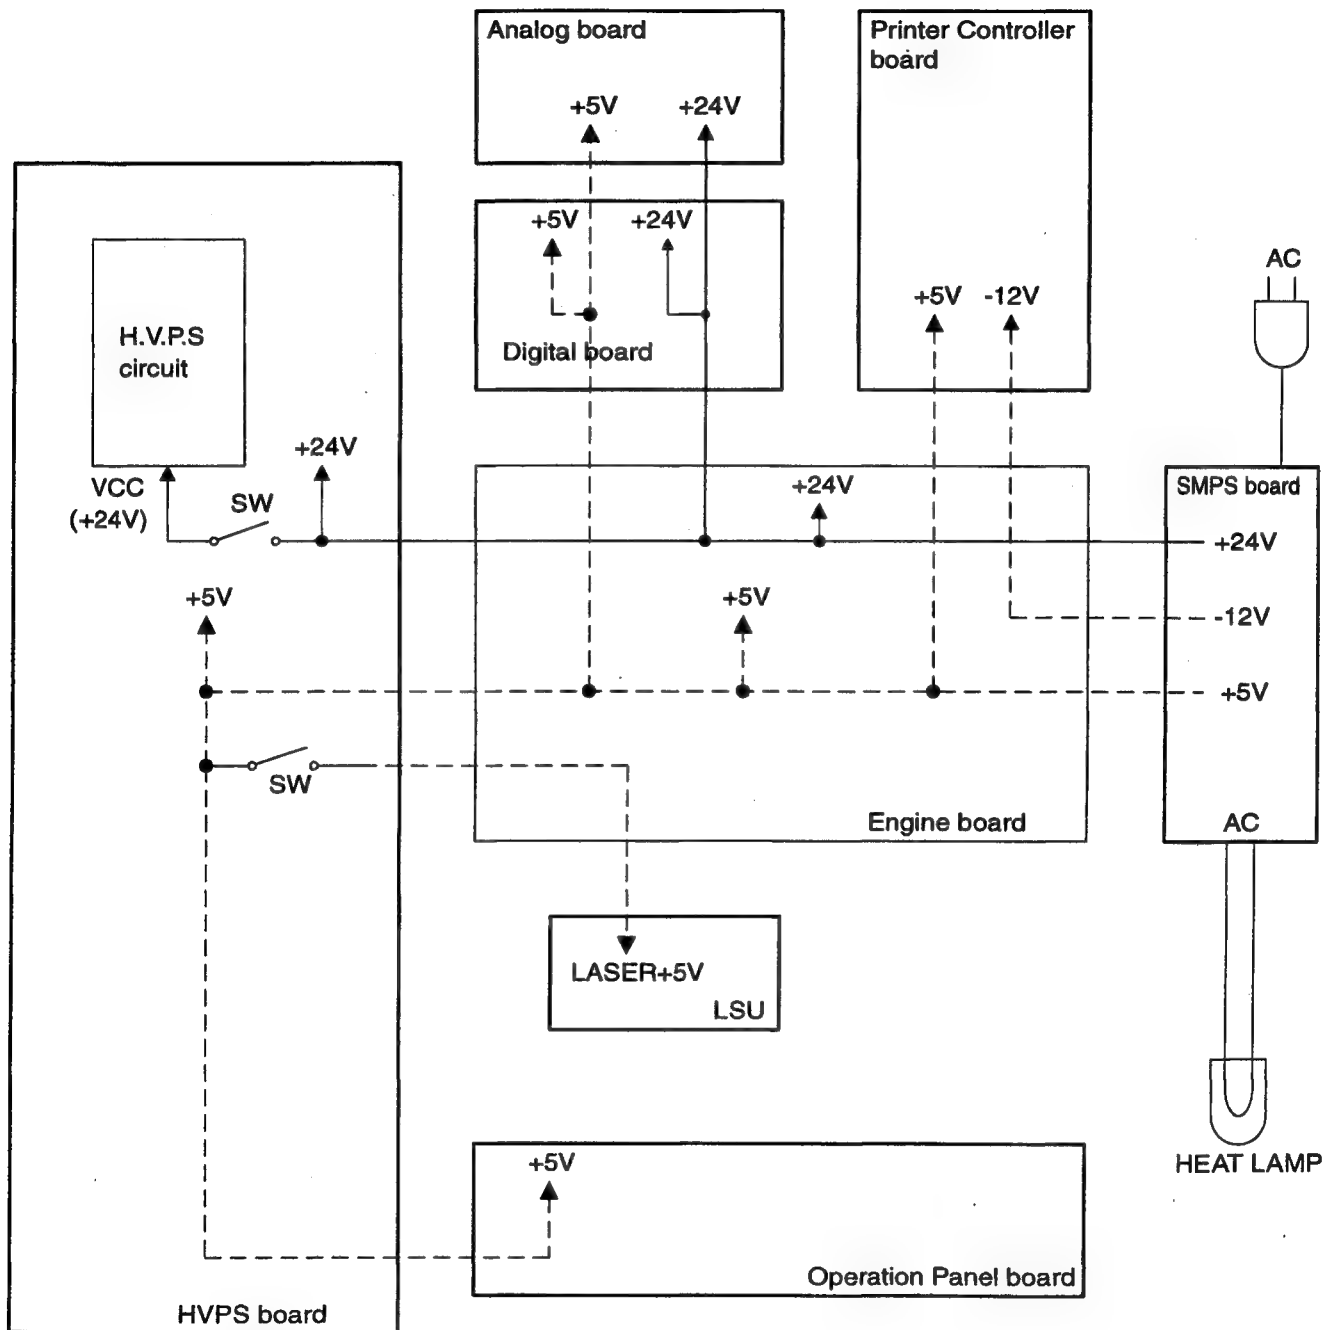 Analog board
+5V
+24V
Printer Controller
board
+5V
+24V
Digital board
+5V
-12V
AC
H.V.P.S
circuit
VCC
(+24V)
SW
+24V
+24V
SMPS board
+24V
+5V
+5V
-12V
+5V
SW
Engine board
AC
LASER+5V
LSU
+5V
HEAT LAMP
Operation Panel board
HVPS board